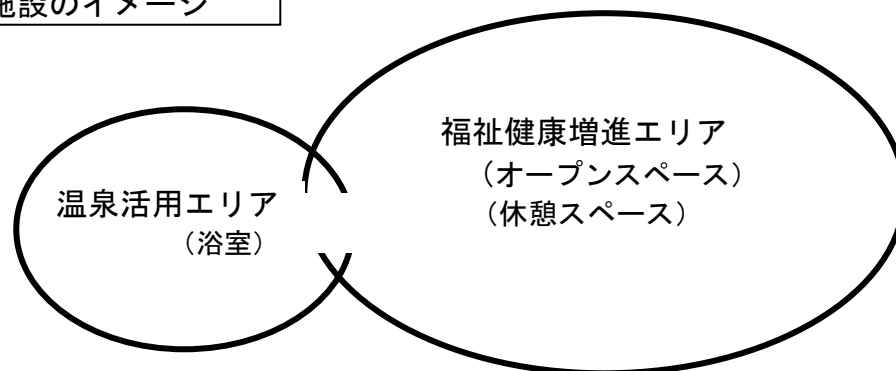 施設のイメージ
福祉健康増進エリア
（オープンスペース）
（休憩スペース）
温泉活用エリア
（浴室）